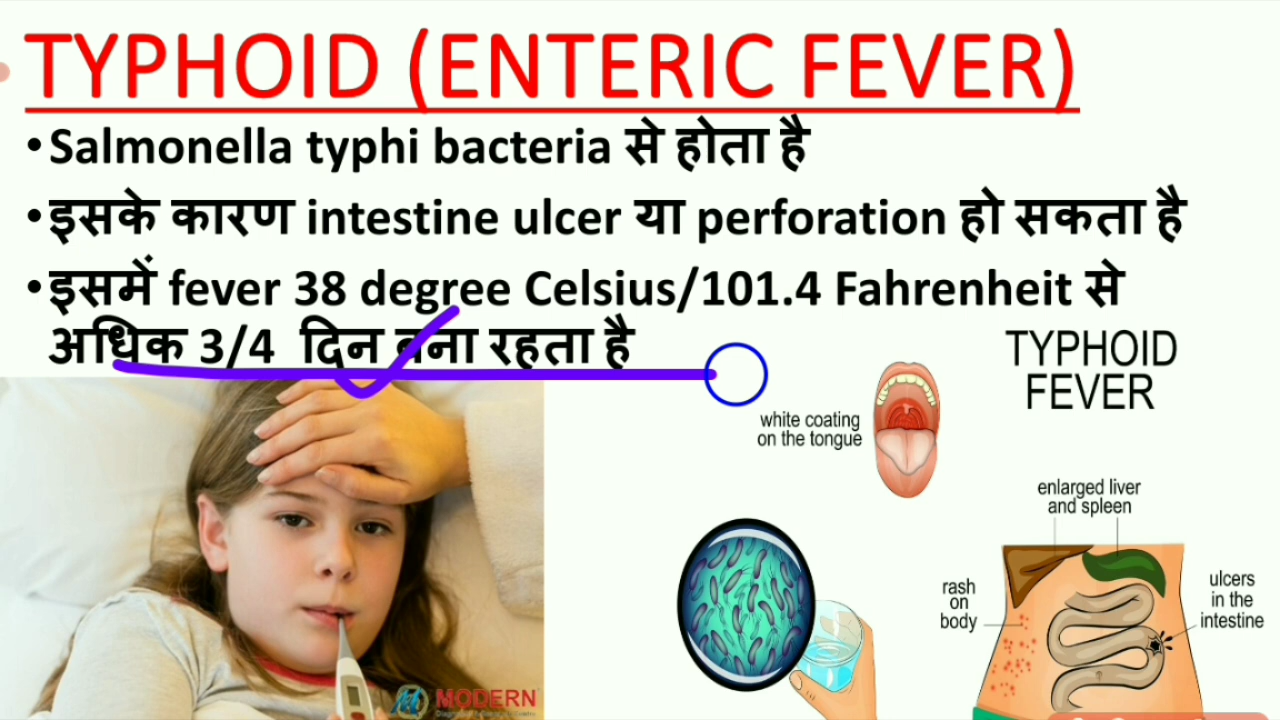 TYPHOID (ENTERIC FEVER)
•Salmonella typhi bacteria से होता है
•इसके कारण intestine ulcer या perforation हो सकता है
•इसमें fever 38 degree Celsius/101.4 Fahrenheit से
अधिक 3/4 दिन बना रहता है
TYPHOID
FEVER
white coating
on the tongue
enlarged liver
and spleen
rash
on
body
ulcers
in the
intestine
MODERN